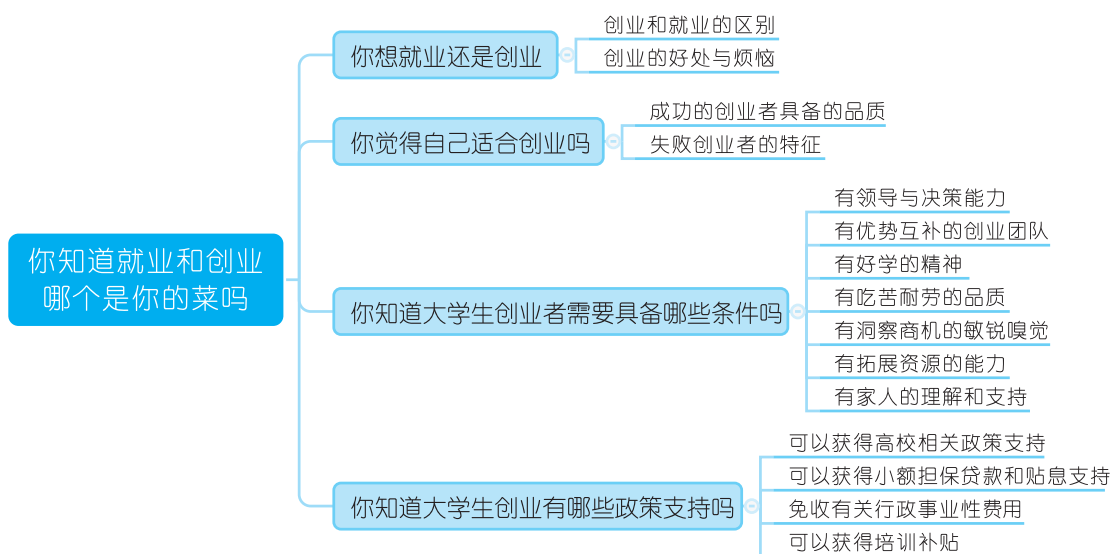 你知道就业和创业
哪个是你的菜吗
你想就业还是创业
创业和就业的区别
创业的好处与烦恼
你觉得自己适合创业吗
成功的创业者具备的品质
失败创业者的特征
你知道大学生创业者需要具备哪些条件吗
有领导与决策能力
有优势互补的创业团队
有好学的精神
有吃苦耐劳的品质
有洞察商机的敏锐嗅觉
有拓展资源的能力
有家人的理解和支持
你知道大学生创业有哪些政策支持吗
可以获得高校相关政策支持
可以获得小额担保贷款和贴息支持
免收有关行政事业性费用
可以获得培训补贴